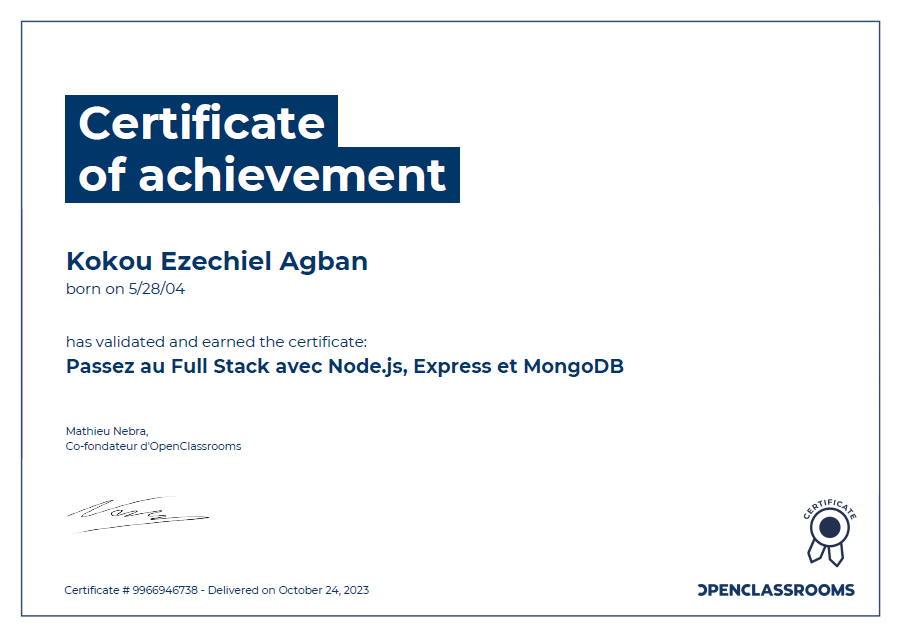 Certificate
of achievement
Kokou Ezechiel Agban
born on 5/28/04
has validated and earned the certificate:
Passez au Full Stack avec Node.js, Express et MongoDB
Mathieu Nebra,
Co-fondateur d'OpenClassrooms
CERTIFICATE
Certificate # 9966946738 - Delivered on October 24, 2023
OPENCLASSROOMS